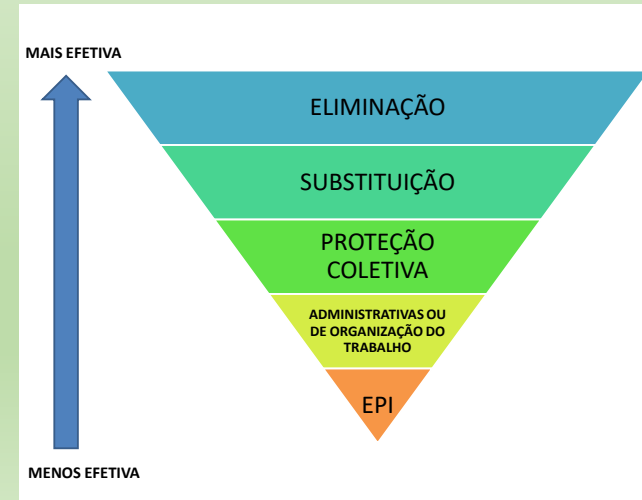 MAIS EFETIVA
ELIMINAÇÃO
SUBSTITUIÇÃO
PROTEÇÃO
COLETIVA
ADMINISTRATIVAS OU
DE ORGANIZAÇÃO DO
TRABALHO
EPI
MENOS EFETIVA